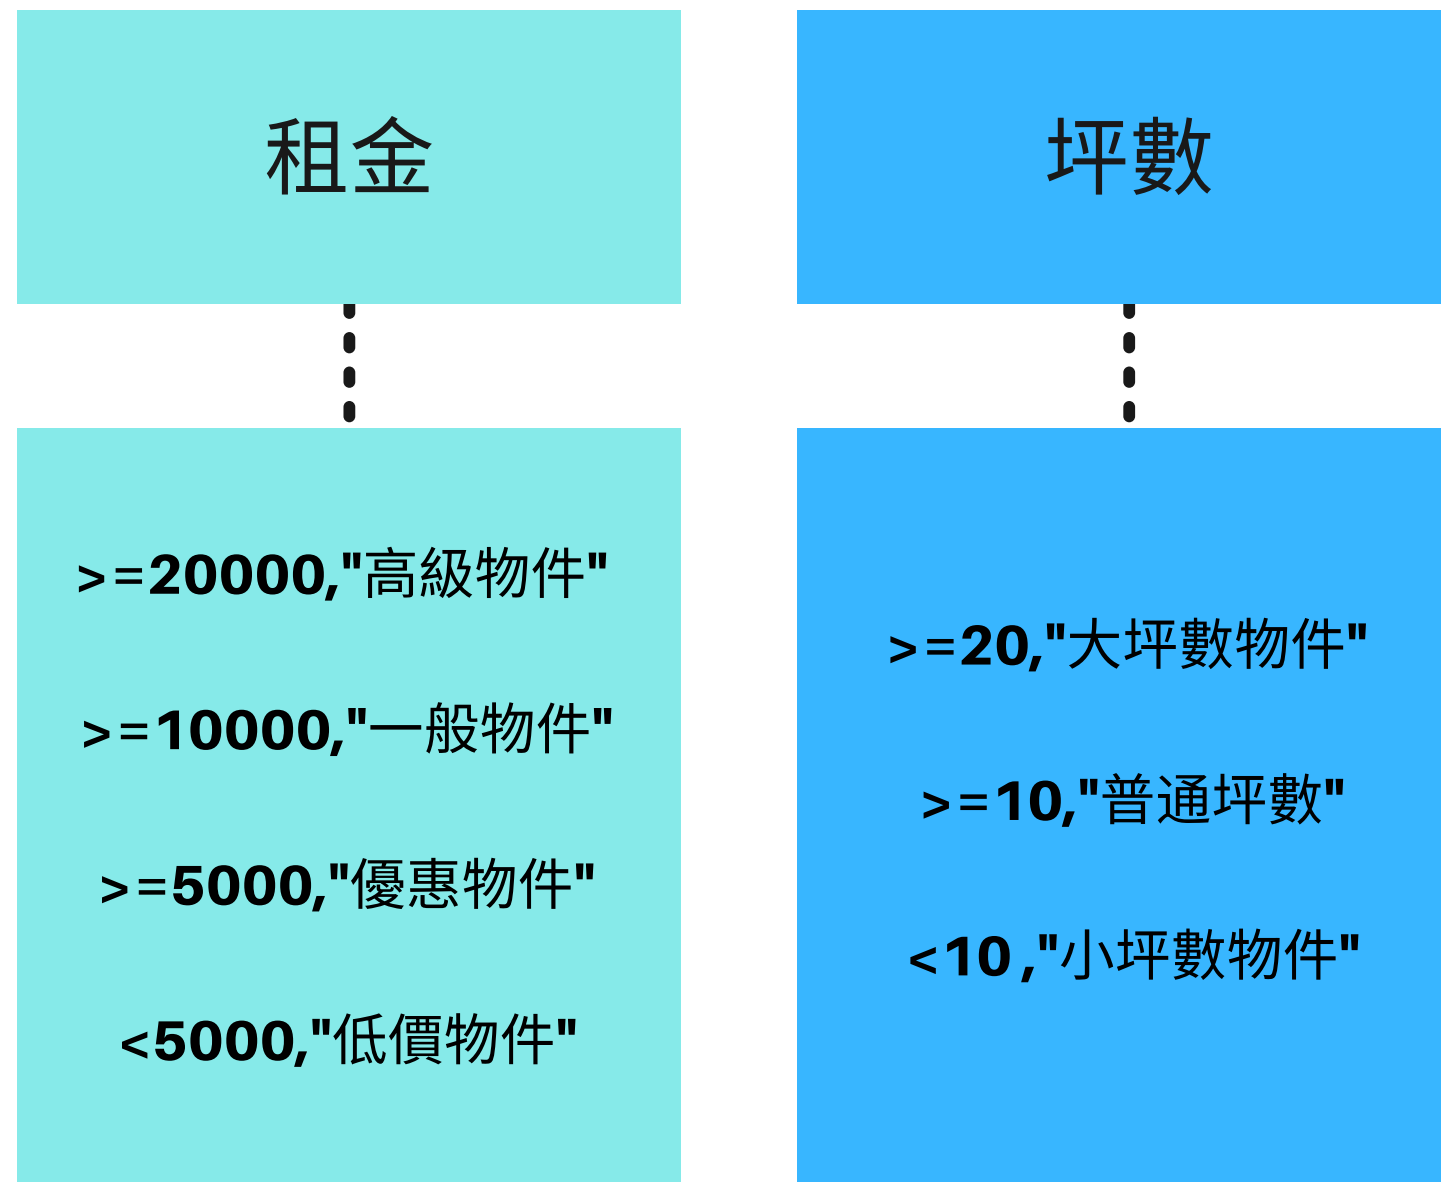 租金
>=20000,"高級物件"
>=10000,"一般物件"
>=5000,"優惠物件"
<5000,"低價物件"
坪數
>=20,"大坪數物件"
>=10,"普通坪數"
<10 ,"小坪數物件"